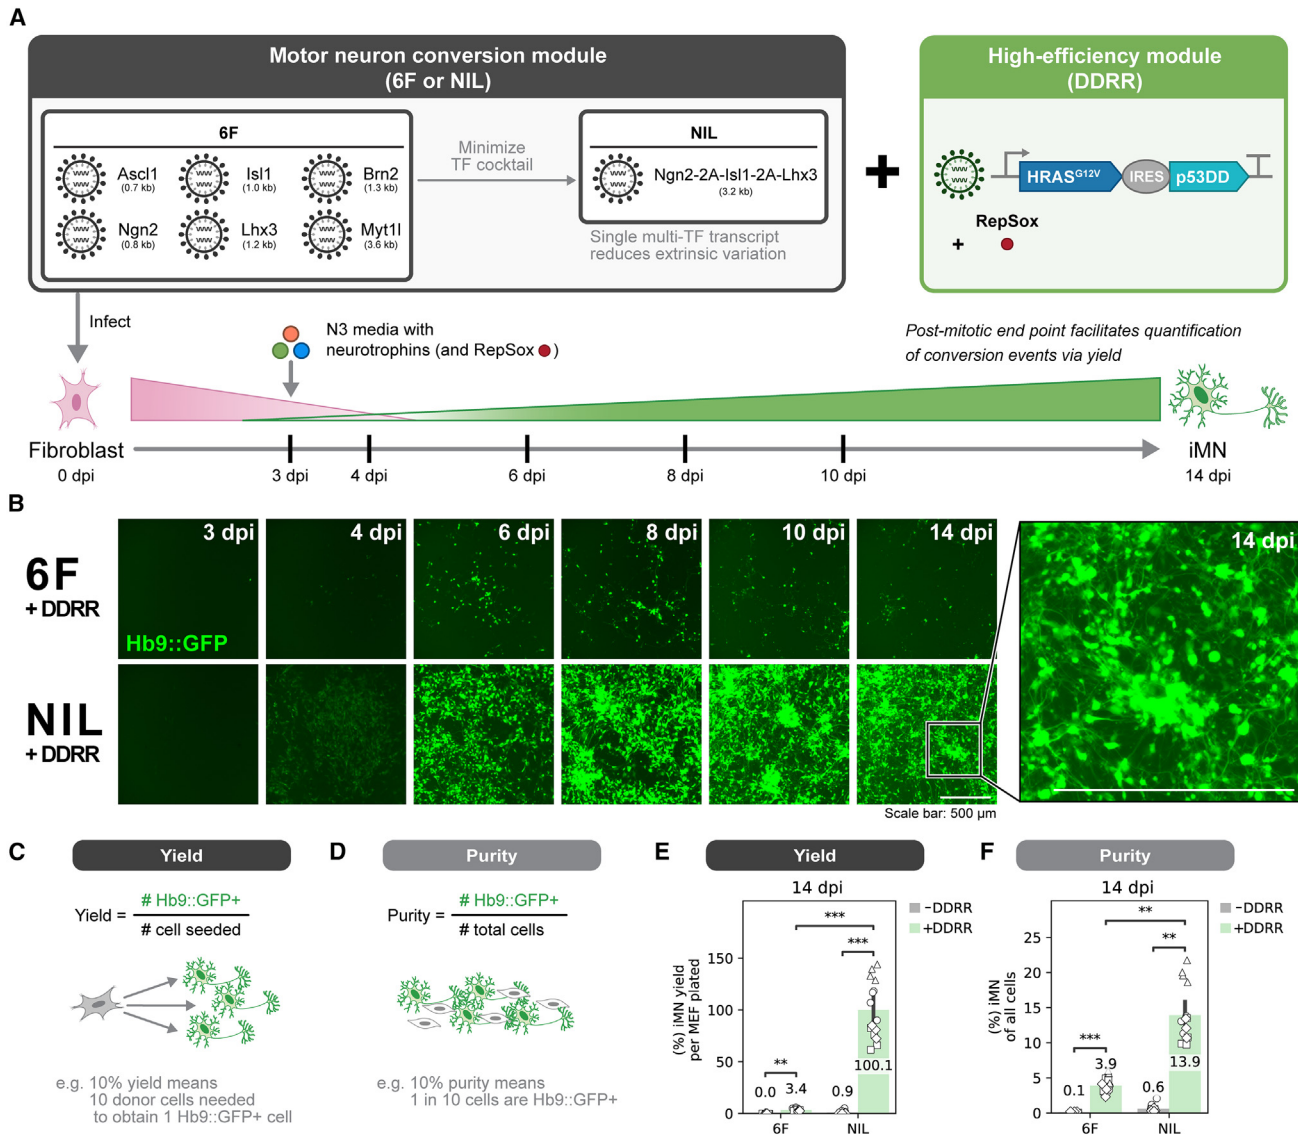 A
Motor neuron conversion module
(6F or NIL)
High-efficiency module
(DDRR)
6F
Ascl1
(0.7 kb)
Isl1
(1.0 kb)
Brn2
(1.3 kb)
Ngn2
(0.8 kb)
Lhx3
(1.2 kb)
Myt1l
(3.6 kb)
Minimize
TF cocktail
NIL
Ngn2-2A-Isl1-2A-Lhx3
(3.2 kb)
Single multi-TF transcript
reduces extrinsic variation
+
HRASG12V
IRES
p53DD
RepSox
+
Infect
N3 media with
neurotrophins (and RepSox )
Post-mitotic end point facilitates quantification
of conversion events via yield
Fibroblast
0 dpi
3 dpi
4 dpi
6 dpi
8 dpi
10 dpi
iMN
14 dpi
B
6F
+ DDRR
3 dpi
4 dpi
6 dpi
8 dpi
10 dpi
14 dpi
14 dpi
Hb9::GFP
NIL
+ DDRR
Scale bar: 500 µm
C
Yield
Yield =
# Hb9::GFP+
# cell seeded
e.g. 10% yield means
10 donor cells needed
to obtain 1 Hb9::GFP+ cell
D
Purity
Purity =
# Hb9::GFP+
# total cells
e.g. 10% purity means
1 in 10 cells are Hb9::GFP+
E
Yield
14 dpi
−DDRR
+DDRR
(%) iMN yield
per MEF plated
150
100
50
0
***
***
**
0.0
3.4
0.9
100.1
6F
NIL
F
Purity
14 dpi
−DDRR
+DDRR
(%) iMN
of all cells
25
20
15
10
5
0
**
**
***
0.1
3.9
0.6
13.9
6F
NIL